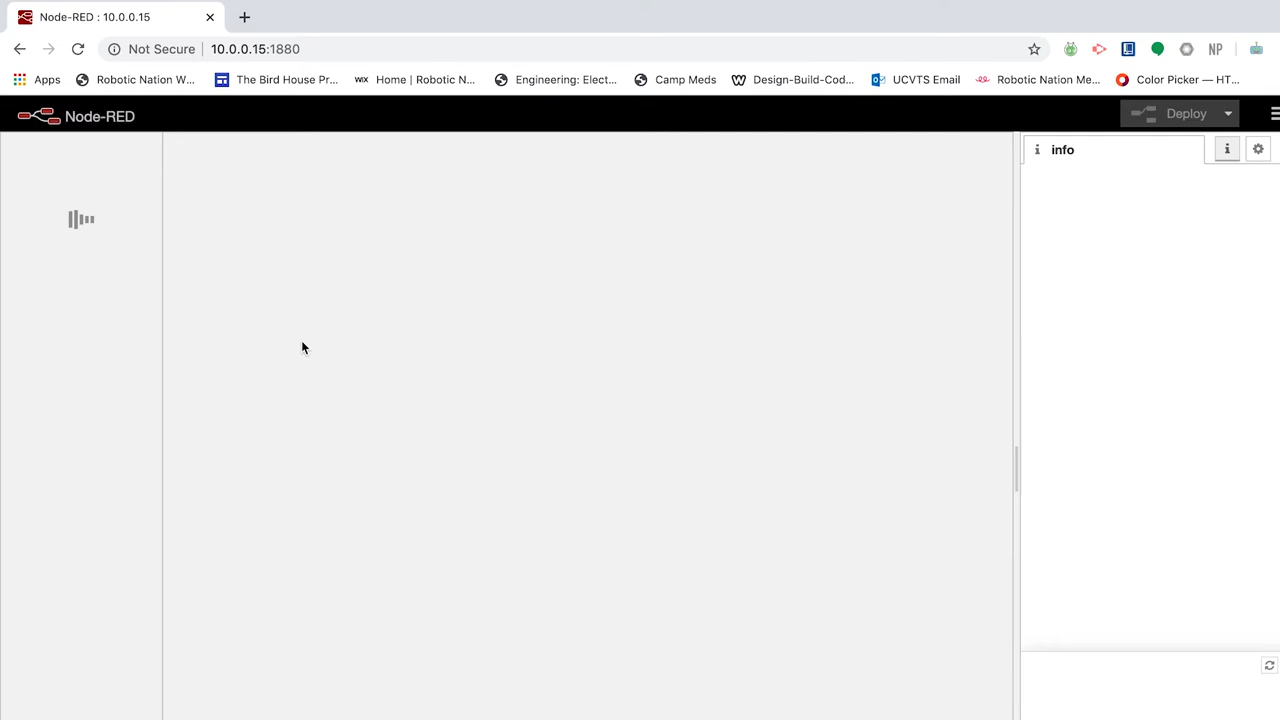 Node-RED : 10.0.0.15
Not Secure 10.0.0.15:1880 NP
Apps Robotic Nation W... The Bird House Pr... WIX Home | Robotic N... Engineering: Elect... Camp Meds Design-Build-Cod... UCVTS Email Robotic Nation Me... Color Picker — HT...
Node-RED Deploy
info